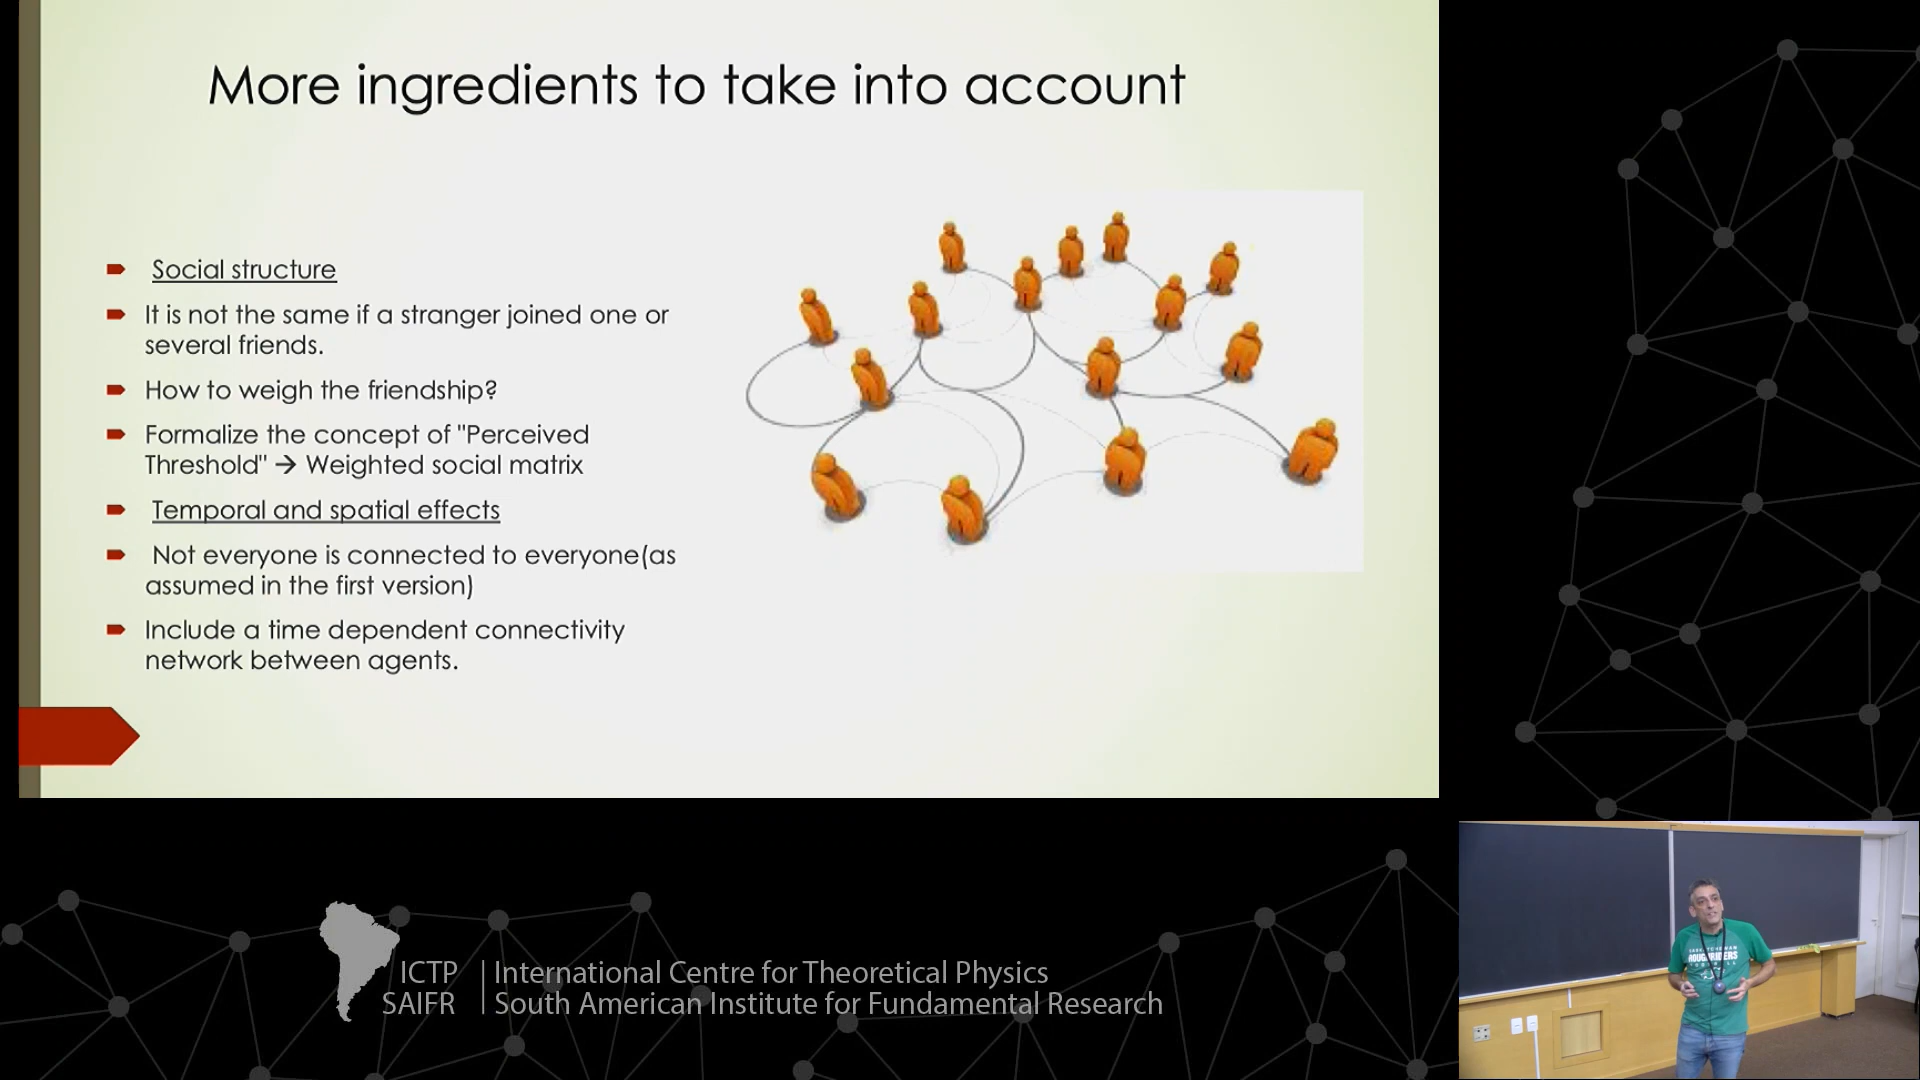 More ingredients to take into account
Social structure
It is not the same if a stranger joined one or
several friends.
How to weigh the friendship?
Formalize the concept of "Perceived
Threshold" → Weighted social matrix
Temporal and spatial effects
Not everyone is connected to everyone(as
assumed in the first version)
Include a time dependent connectivity
network between agents.
ICTP | International Centre for Theoretical Physics
SAIFR | South American Institute for Fundamental Research
SASKATCHEWAN
ROUGHRIDERS